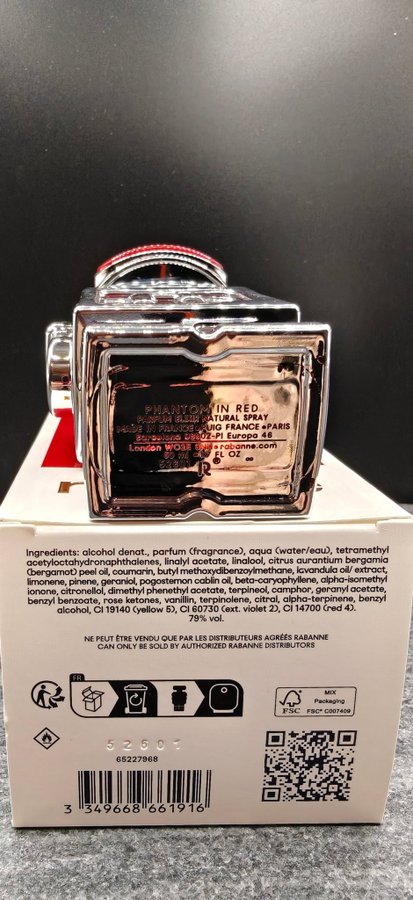 PHANTOM IN RED
PARFUM ELIXIR NATURAL SPRAY
MADE IN FRANCE • PUIG FRANCE • PARIS
Barcelona 08902-PI Europa 46
London • rabanne.com
FL OZ
Ingredients: alcohol denat., parfum (fragrance), aqua (water/eau), tetramethyl
acetyloctahydronaphthalenes, linalyl acetate, linalool, citrus aurantium bergamia
(bergamot) peel oil, coumarin, butyl methoxydibenzoylmethane, lavandula oil/ extract,
limonene, pinene, geraniol, pogostemon cablin oil, beta-caryophyllene, alpha-isomethyl
ionone, citronellol, dimethyl phenethyl acetate, terpineol, camphor, geranyl acetate,
benzyl benzoate, rose ketones, vanillin, terpinolene, citral, alpha-terpinene, benzyl
alcohol, CI 19140 (yellow 5), CI 60730 (ext. violet 2), CI 14700 (red 4).
79% vol.
NE PEUT ÊTRE VENDU QUE PAR LES DISTRIBUTEURS AGRÉÉS RABANNE
CAN ONLY BE SOLD BY AUTHORIZED RABANNE DISTRIBUTORS
FR
FSC
MIX
Packaging
FSC® C007409
52601
65227968
3 349668 661916